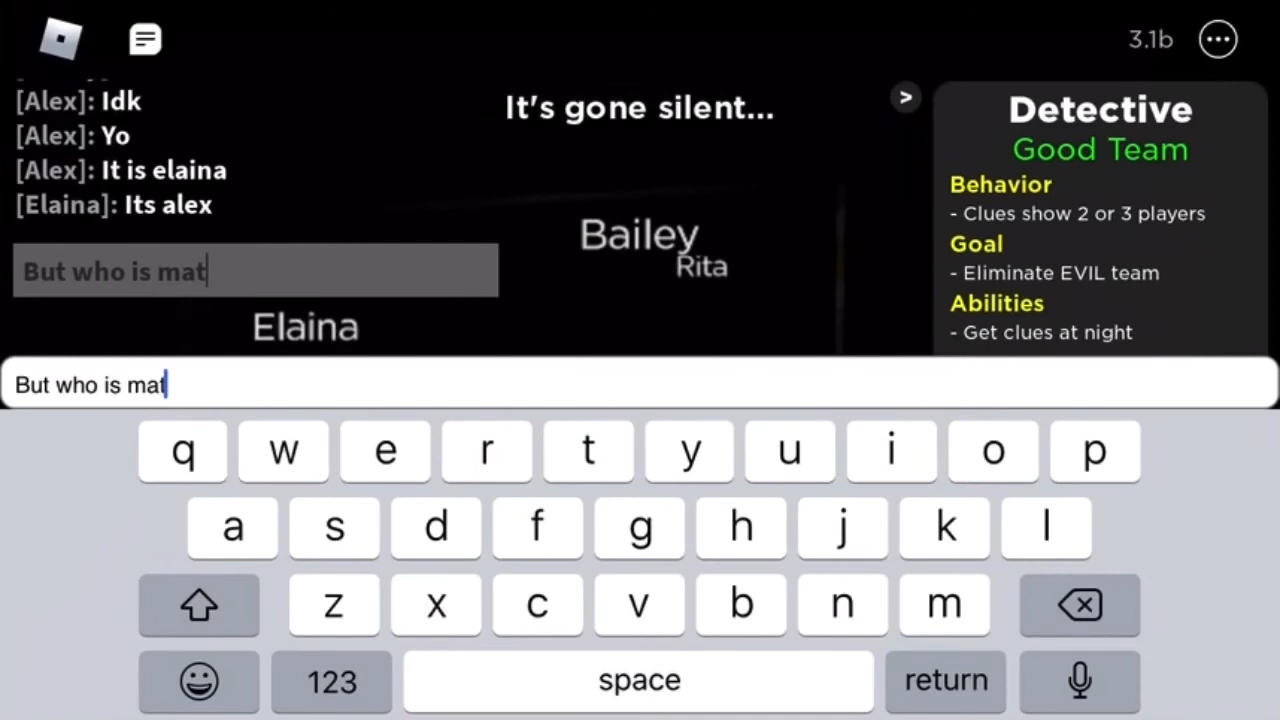 3.1b
[Alex]: Idk
[Alex]: Yo
[Alex]: It is elaina
[Elaina]: Its alex
But who is mat
It's gone silent...
>
Bailey
Rita
Elaina
Detective
Good Team
Behavior
- Clues show 2 or 3 players
Goal
- Eliminate EVIL team
Abilities
- Get clues at night
But who is mat
q w e r t y u i o p
a s d f g h j k l
z x c v b n m
123 space return